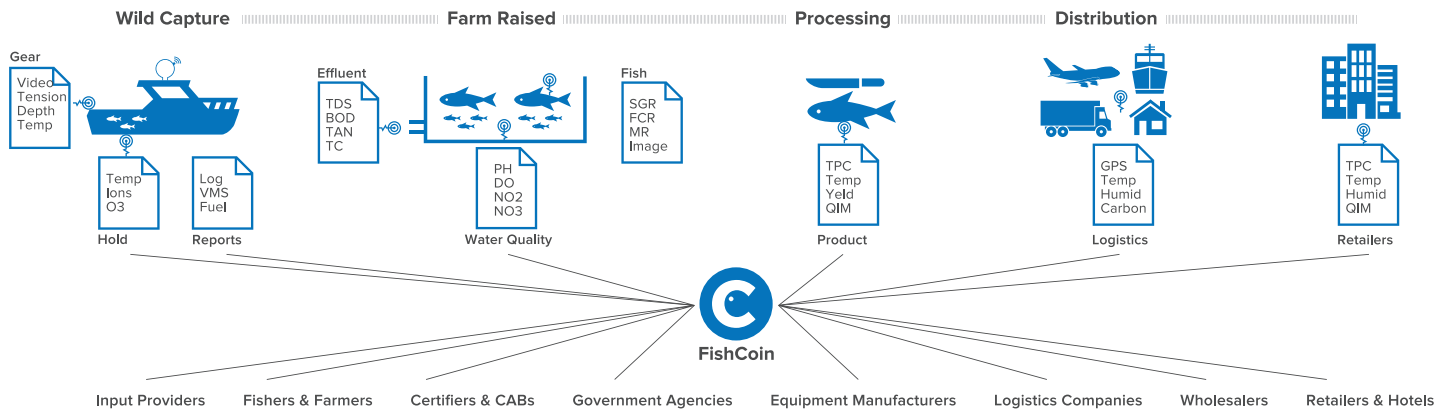 Wild Capture
Farm Raised
Processing
Distribution
Gear
Video
Tension
Depth
Temp
Temp
Ions
O3
Hold
Log
VMS
Fuel
Reports
Effluent
TDS
BOD
TAN
TC
PH
DO
NO2
NO3
Water Quality
Fish
SGR
FCR
MR
Image
TPC
Temp
Yeld
QIM
Product
GPS
Temp
Humid
Carbon
Logistics
TPC
Temp
Humid
QIM
Retailers
FishCoin
Input Providers
Fishers & Farmers
Certifiers & CABs
Government Agencies
Equipment Manufacturers
Logistics Companies
Wholesalers
Retailers & Hotels